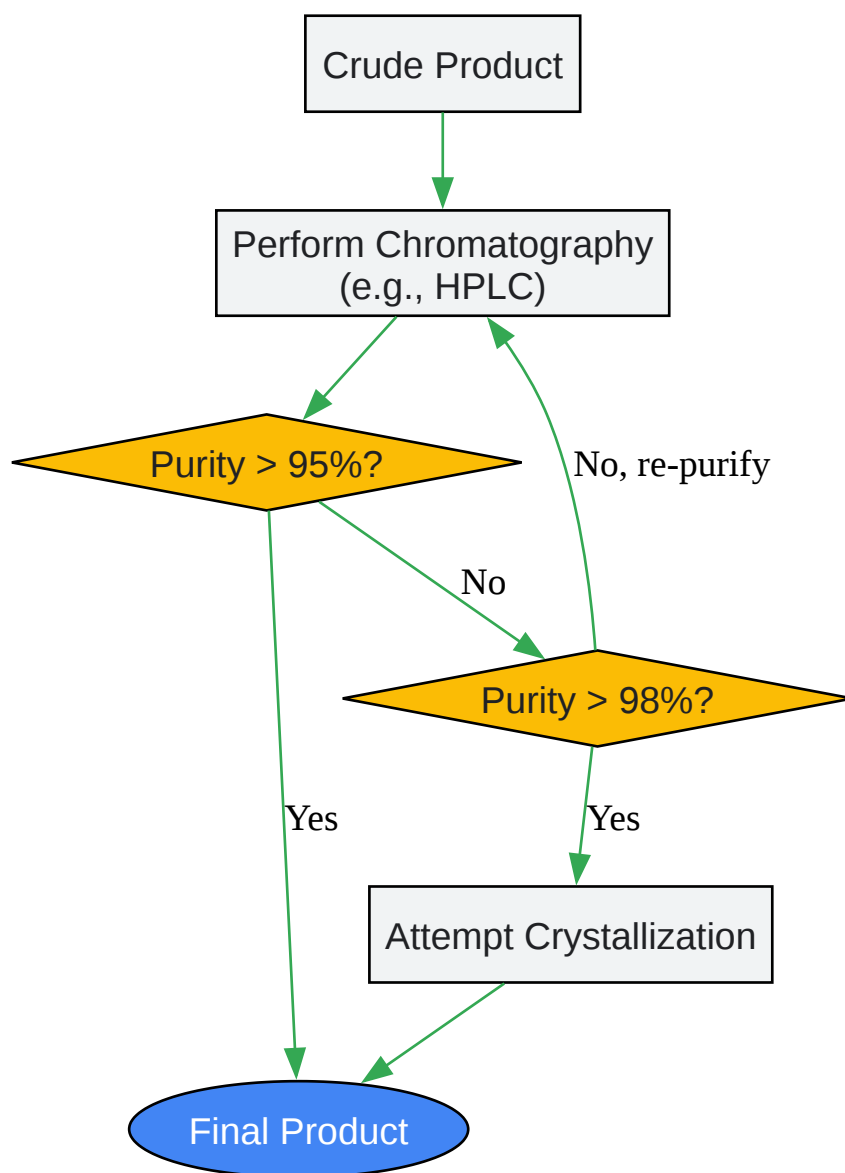 Crude Product
Perform Chromatography
(e.g., HPLC)
Purity > 95%?
No, re-purify
No
Purity > 98%?
Yes
Yes
Attempt Crystallization
Final Product